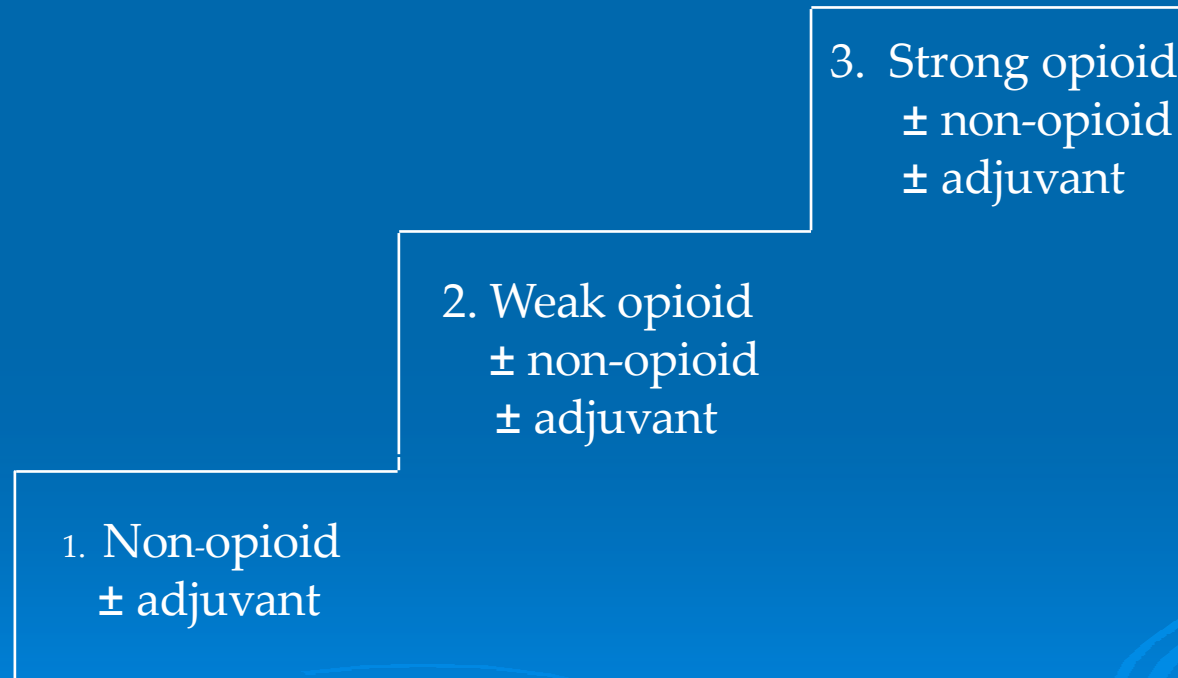 3. Strong opioid
± non-opioid
± adjuvant
2. Weak opioid
± non-opioid
± adjuvant
1. Non-opioid
± adjuvant